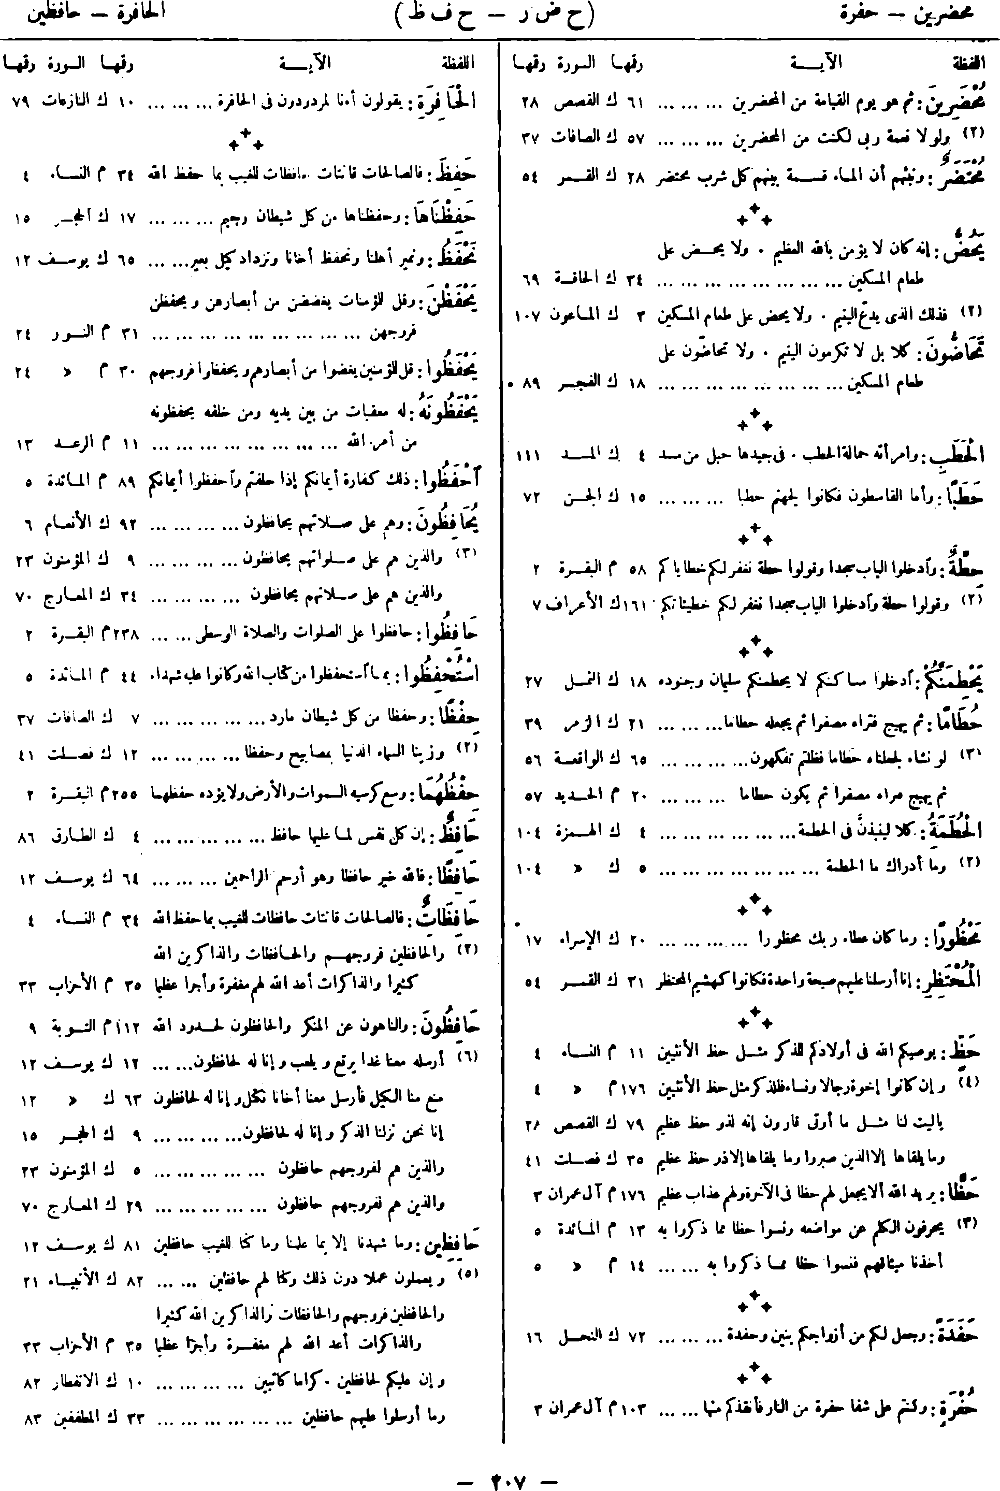 محضرين – حفرة
(ح ض ر – ح ف ظ)
الحافرة – حافظين
اللفظة الآيــة رقمها السورة رقمها
مُحْضَرِينَ : ثم هو يوم القيامة من المحضرين ... ... ... ٦١ ك القصص ٢٨
(٢) ولولا نعمة ربى لكنت من المحضرين ... ... ... ٥٧ ك الصافات ٣٧
مُحْتَضَرٌ : ونبئهم أن الماء قسمة بينهم كل شرب محتضر ٢٨ ك القمر ٥٤
يَحُضُّ : إنه كان لا يؤمن بالله العظيم ٠ ولا يحض على
طعام المسكين ... ... ... ... ... ... ... ... ٣٤ ك الحاقة ٦٩
(٢) فذلك الذى يدعّ اليتيم ٠ ولا يحض على طعام المسكين ٣ ك الماعون ١٠٧
تَحَاضُّونَ : كلا بل لا تكرمون اليتيم ٠ ولا تحاضّون على
طعام المسكين ... ... ... ... ... ... ... ... ١٨ ك الفجر ٨٩
الْحَطَبِ : وامرأته حمالة الحطب ٠ فى جيدها حبل من مسد ٤ ك المسد ١١١
حَطَبًا : وأما القاسطون فكانوا لجهنم حطبا ... ... ... ١٥ ك الجن ٧٢
حِطَّةٌ : وادخلوا الباب سجدا وقولوا حطة نغفر لكم خطاياكم ٥٨ م البقرة ٢
(٢) وقولوا حطة وادخلوا الباب سجدا نغفر لكم خطيئاتكم ١٦١ ك الأعراف ٧
يَحْطِمَنَّكُمْ : ادخلوا مساكنكم لا يحطمنكم سليمان وجنوده ١٨ ك النمل ٢٧
حُطَامًا : ثم يهيج فتراه مصفرا ثم يجعله حطاما ... ... ... ٢١ ك الزمر ٣٩
(٣) لو نشاء لجعلناه حطاما فظلتم تفكهون ... ... ... ٦٥ ك الواقعة ٥٦
ثم يهيج فتراه مصفرا ثم يكون حطاما ... ... ... ٢٠ م الحديد ٥٧
الْحُطَمَةُ : كلا لينبذنّ فى الحطمة ... ... ... ... ... ... ٤ ك الهمزة ١٠٤
(٢) وما أدراك ما الحطمة ... ... ... ... ... ... ... ٥ ك » ١٠٤
مَحْظُورًا : وما كان عطاء ربك محظورا ... ... ... ... ... ٢٠ ك الإسراء ١٧
الْمُحْتَظِرِ : إنا أرسلنا عليهم صيحة واحدة فكانوا كهشيم المحتظر ٣١ ك القمر ٥٤
حَظِّ : يوصيكم الله فى أولادكم للذكر مثل حظ الأنثيين ١١ م النساء ٤
(٤) وإن كانوا إخوة رجالا ونساء فللذكر مثل حظ الأنثيين ١٧٦ م » ٤
ياليت لنا مثل ما أوتى قارون إنه لذو حظ عظيم ٧٩ ك القصص ٢٨
وما يلقاها إلا الذين صبروا وما يلقاها إلا ذو حظ عظيم ٣٥ ك فصلت ٤١
حَظًّا : يريد الله ألا يجعل لهم حظا فى الآخرة ولهم عذاب عظيم ١٧٦ م آل عمران ٣
(٣) يحرفون الكلم عن مواضعه ونسوا حظا مما ذكروا به ١٣ م المائدة ٥
أخذنا ميثاقهم فنسوا حظا مما ذكروا به ... ... ... ١٤ م » ٥
حَفَدَةً : وجعل لكم من أزواجكم بنين وحفدة ... ... ... ٧٢ ك النحل ١٦
حُفْرَةٍ : وكنتم على شفا حفرة من النار فأنقذكم منها ... ... ١٠٣ م آل عمران ٣
اللفظة الآيــة رقمها السورة رقمها
الْحَافِرَةِ : يقولون أءنا لمردودون فى الحافرة ... ... ... ١٠ ك النازعات ٧٩
حَفِظَ : فالصالحات قانتات حافظات للغيب بما حفظ الله ٣٤ م النساء ٤
حَفِظْنَاهَا : وحفظناها من كل شيطان رجيم ... ... ... ١٧ ك الحجر ١٥
نَحْفَظُ : ونمير أهلنا ونحفظ أخانا ونزداد كيل بعير ... ... ٦٥ ك يوسف ١٢
يَحْفَظْنَ : وقل للمؤمنات يغضضن من أبصارهن ويحفظن
فروجهن ... ... ... ... ... ... ... ... ... ٣١ م النور ٢٤
يَحْفَظُوا : قل للمؤمنين يغضوا من أبصارهم ويحفظوا فروجهم ٣٠ م » ٢٤
يَحْفَظُونَهُ : له معقبات من بين يديه ومن خلفه يحفظونه
من أمر الله ... ... ... ... ... ... ... ... ١١ م الرعد ١٣
احْفَظُوا : ذلك كفارة أيمانكم إذا حلفتم واحفظوا أيمانكم ٨٩ م المائدة ٥
يُحَافِظُونَ : وهم على صلاتهم يحافظون ... ... ... ... ٩٢ ك الأنعام ٦
(٣) والذين هم على صلواتهم يحافظون ... ... ... ... ٩ ك المؤمنون ٢٣
والذين هم على صلاتهم يحافظون ... ... ... ... ٣٤ ك المعارج ٧٠
حَافِظُوا : حافظوا على الصلوات والصلاة الوسطى ... ... ٢٣٨ م البقرة ٢
اسْتُحْفِظُوا : بما استحفظوا من كتاب الله وكانوا عليه شهداء ٤٤ م المائدة ٥
حِفْظًا : وحفظا من كل شيطان مارد ... ... ... ... ... ٧ ك الصافات ٣٧
(٢) وزينا السماء الدنيا بمصابيح وحفظا ... ... ... ... ١٢ ك فصلت ٤١
حِفْظُهُمَا : وسع كرسيه السموات والأرض ولا يؤده حفظهما ٢٥٥ م البقرة ٢
حَافِظٌ : إن كل نفس لما عليها حافظ ... ... ... ... ... ٤ ك الطارق ٨٦
حَافِظًا : فالله خير حافظا وهو أرحم الراحمين ... ... ... ٦٤ ك يوسف ١٢
حَافِظَاتٌ : فالصالحات قانتات حافظات للغيب بما حفظ الله ٣٤ م النساء ٤
(٢) والحافظين فروجهم والحافظات والذاكرين الله
كثيرا والذاكرات أعد الله لهم مغفرة وأجرا عظيما ٣٥ م الأحزاب ٣٣
حَافِظُونَ : والناهون عن المنكر والحافظون لحدود الله ١١٢ م التوبة ٩
(٦) أرسله معنا غدا يرتع ويلعب وإنا له لحافظون ... ... ١٢ ك يوسف ١٢
منع منا الكيل فأرسل معنا أخانا نكتل وإنا له لحافظون ٦٣ ك » ١٢
إنا نحن نزلنا الذكر وإنا له لحافظون ... ... ... ... ٩ ك الحجر ١٥
والذين هم لفروجهم حافظون ... ... ... ... ... ٥ ك المؤمنون ٢٣
والذين هم لفروجهم حافظون ... ... ... ... ... ٢٩ ك المعارج ٧٠
حَافِظِين : وما شهدنا إلا بما علمنا وما كنا للغيب حافظين ٨١ ك يوسف ١٢
(٥) ويعملون عملا دون ذلك وكنا لهم حافظين ... ... ٨٢ ك الأنبياء ٢١
والحافظين فروجهم والحافظات والذاكرين الله كثيرا
والذاكرات أعد الله لهم مغفرة وأجرا عظيما ٣٥ م الأحزاب ٣٣
وإن عليكم لحافظين ٠ كراما كاتبين ... ... ... ... ١٠ ك الانفطار ٨٢
وما أرسلوا عليهم حافظين ... ... ... ... ... ... ٣٣ ك المطففين ٨٣
– ٢٠٧ –